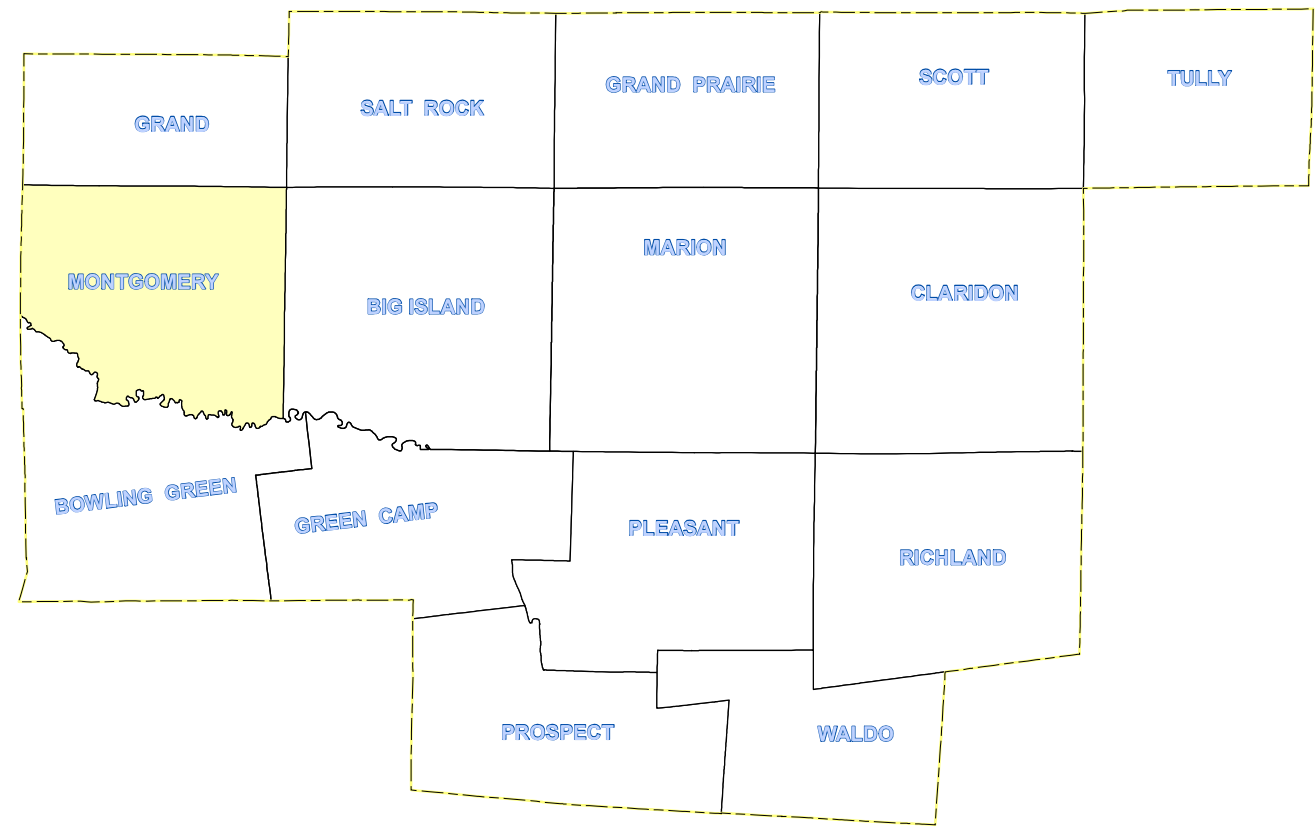 GRAND
SALT ROCK
GRAND PRAIRIE
SCOTT
TULLY
MONTGOMERY
BIG ISLAND
MARION
CLARIDON
BOWLING GREEN
GREEN CAMP
PLEASANT
RICHLAND
PROSPECT
WALDO